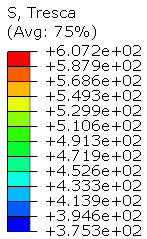 S, Tresca
(Avg: 75%)
+6.072e+02
+5.879e+02
+5.686e+02
+5.493e+02
+5.299e+02
+5.106e+02
+4.913e+02
+4.719e+02
+4.526e+02
+4.333e+02
+4.139e+02
+3.946e+02
+3.753e+02